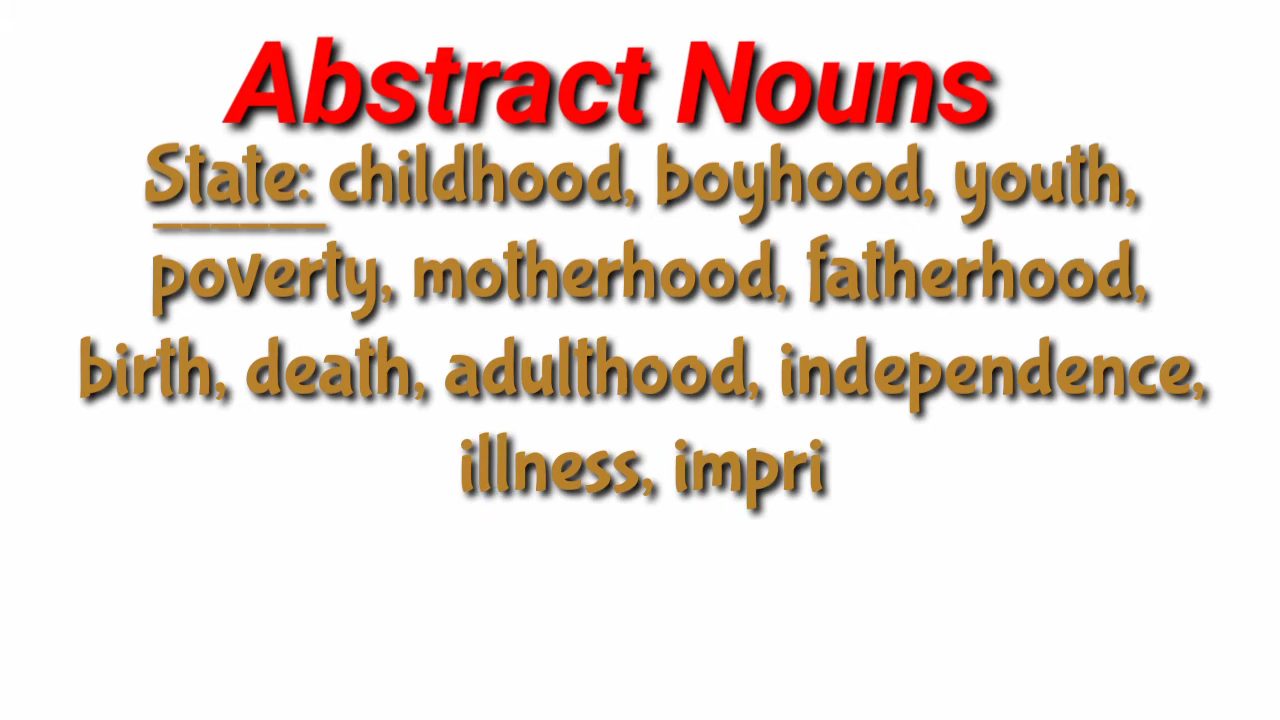 Abstract Nouns
State: childhood, boyhood, youth,
poverty, motherhood, fatherhood,
birth, death, adulthood, independence,
illness, impri